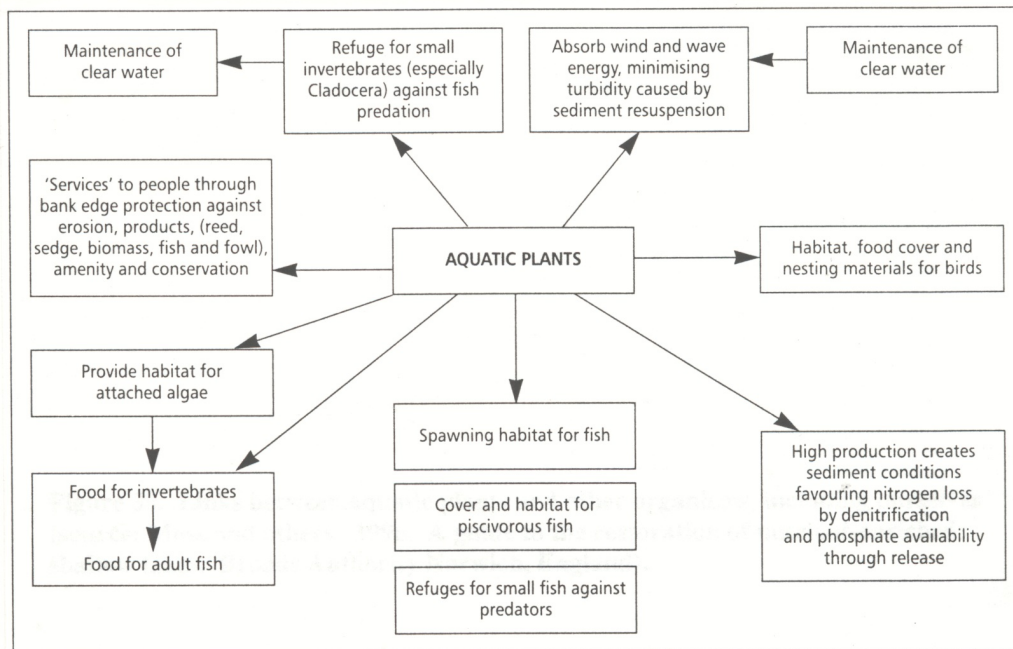 Maintenance of
clear water
Refuge for small
invertebrates (especially
Cladocera) against fish
predation
Absorb wind and wave
energy, minimising
turbidity caused by
sediment resuspension
Maintenance of
clear water
'Services' to people through
bank edge protection against
erosion, products, (reed,
sedge, biomass, fish and fowl),
amenity and conservation
AQUATIC PLANTS
Habitat, food cover and
nesting materials for birds
Provide habitat for
attached algae
Spawning habitat for fish
High production creates
sediment conditions
favouring nitrogen loss
by denitrification
and phosphate availability
through release
Food for invertebrates
Food for adult fish
Cover and habitat for
piscivorous fish
Refuges for small fish against
predators